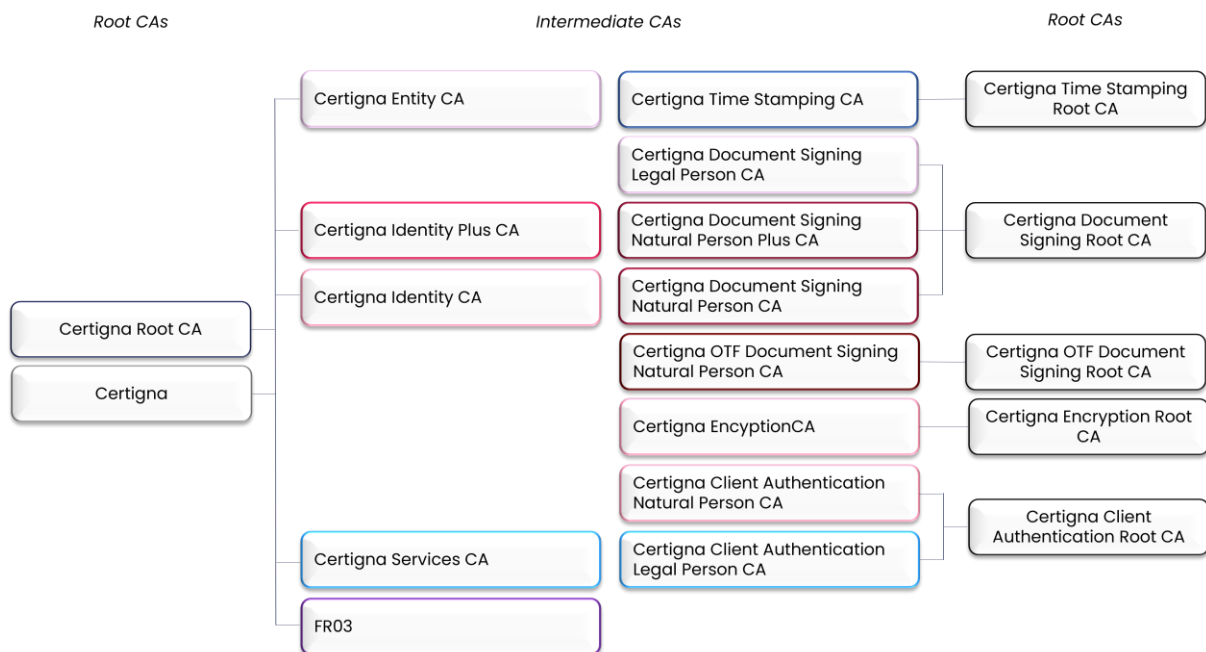 Root CAs
Intermediate CAs
Root CAs
Certigna Entity CA
Certigna Time Stamping CA
Certigna Time Stamping
Root CA
Certigna Document Signing
Legal Person CA
Certigna Identity Plus CA
Certigna Document Signing
Natural Person Plus CA
Certigna Document
Signing Root CA
Certigna Identity CA
Certigna Document Signing
Natural Person CA
Certigna Root CA
Certigna OTF Document Signing
Natural Person CA
Certigna OTF Document
Signing Root CA
Certigna
Certigna EncyptionCA
Certigna Encryption Root
CA
Certigna Client Authentication
Natural Person CA
Certigna Client
Authentication Root CA
Certigna Services CA
Certigna Client Authentication
Legal Person CA
FR03